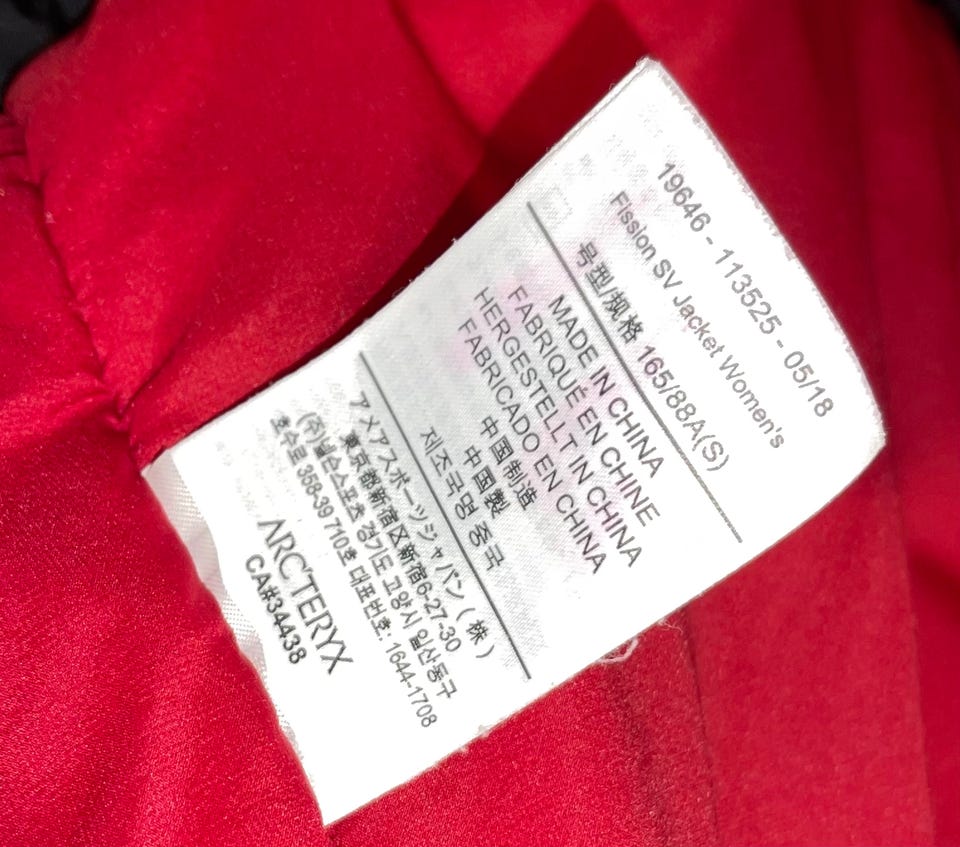 19646 - 113525 - 05/18
Fission SV Jacket Women's
号型/规格 165/88A(S)
MADE IN CHINA
FABRIQUÉ EN CHINE
HERGESTELLT IN CHINA
FABRICADO EN CHINA
中国制造
中國製
제조국명 중국
アメアスポーツジャパン(株)
東京都新宿区新宿6-27-30
(주)넬슨스포츠 경기도 고양시 일산동구
호수로 358-39 710호 대표번호: 1644-1708
ARC'TERYX
CA#34438